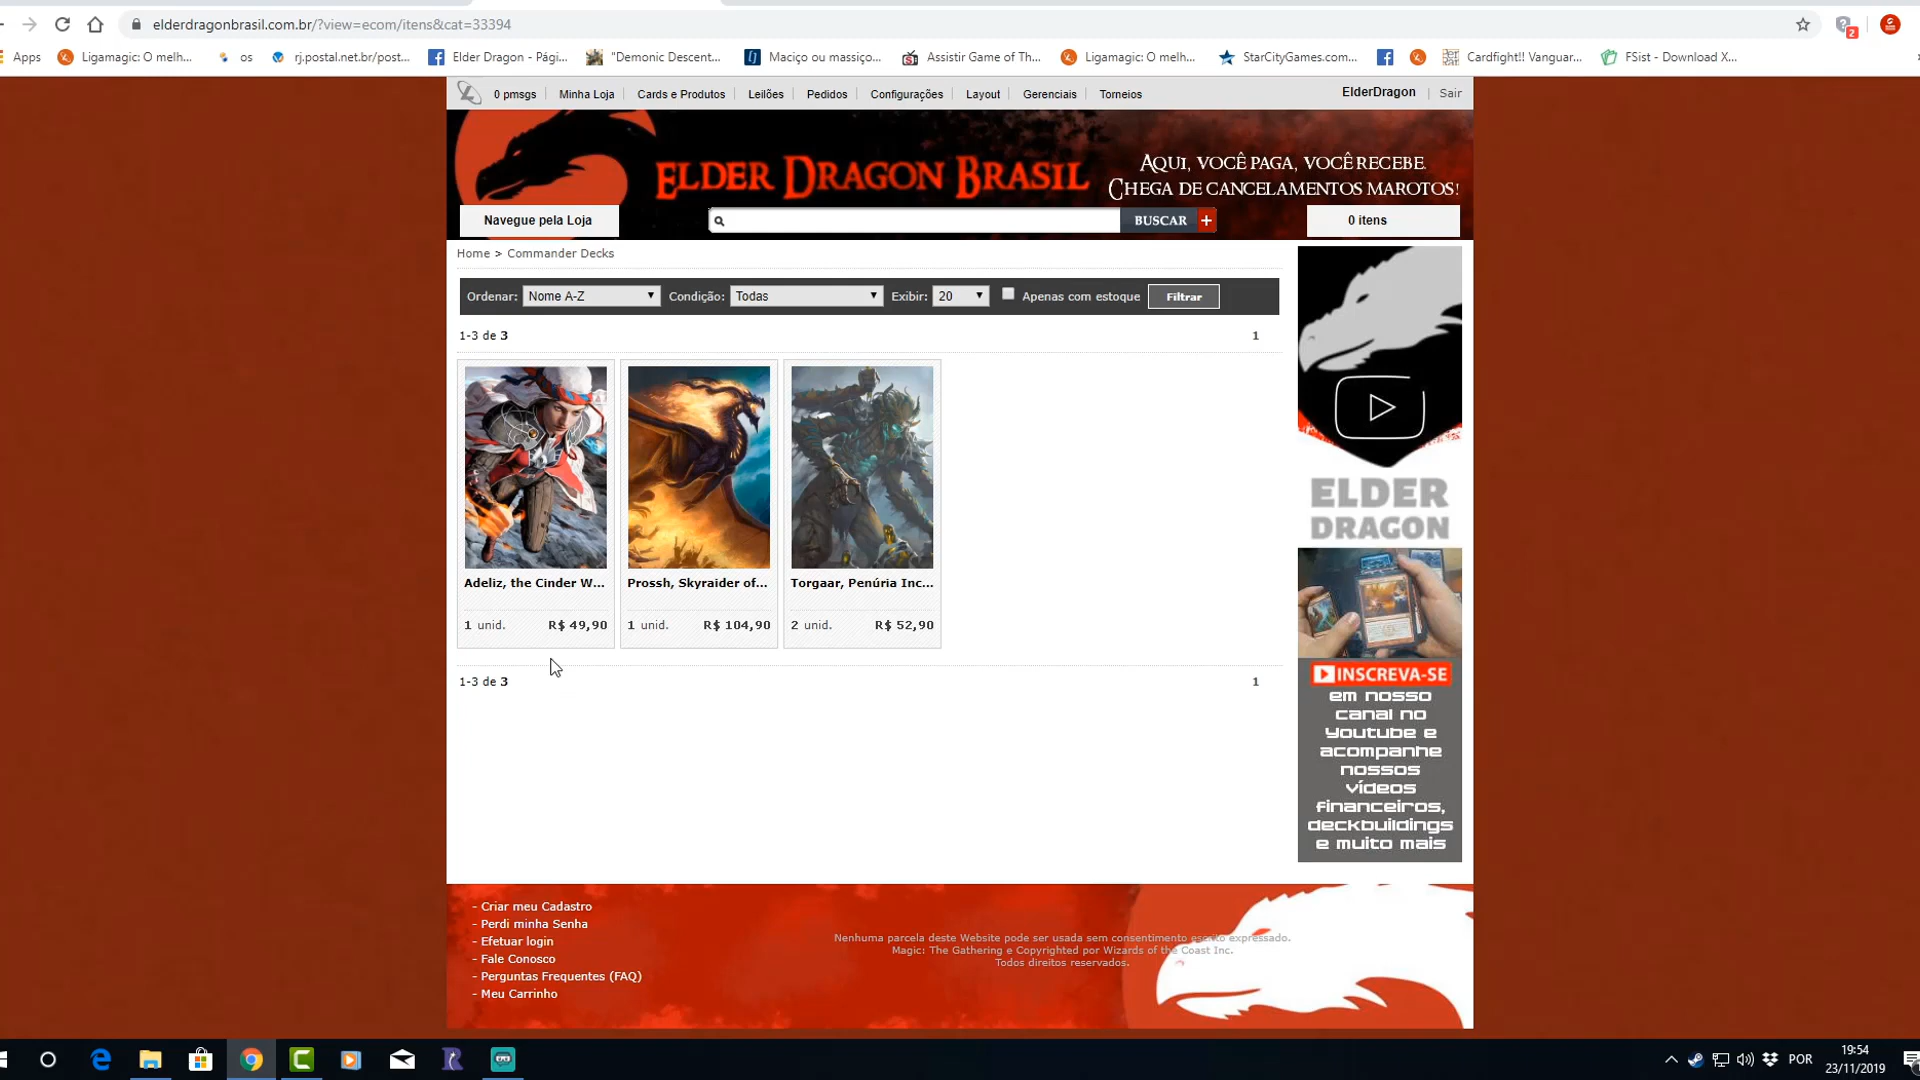 elderdragonbrasil.com.br/?view=ecom/itens&cat=33394
2
Apps
Ligamagic: O melh...
os
rj.postal.net.br/post...
Elder Dragon - Pági...
"Demonic Descent...
Maciço ou massiço...
Assistir Game of Th...
Ligamagic: O melh...
StarCityGames.com...
Cardfight!! Vanguar...
FSist - Download X...
0 pmsgs
Minha Loja
Cards e Produtos
Leilões
Pedidos
Configurações
Layout
Gerenciais
Torneios
ElderDragon
Sair
ELDER DRAGON BRASIL
AQUI, VOCÊ PAGA, VOCÊ RECEBE.
CHEGA DE CANCELAMENTOS MAROTOS!
Navegue pela Loja
BUSCAR
+
0 itens
Home > Commander Decks
Ordenar: Nome A-Z Condição: Todas Exibir: 20 Apenas com estoque Filtrar
1-3 de 3
1
Adeliz, the Cinder W...
1 unid. R$ 49,90
Prossh, Skyraider of...
1 unid. R$ 104,90
Torgaar, Penúria Inc...
2 unid. R$ 52,90
1-3 de 3
1
ELDER
DRAGON
INSCREVA-SE
em nosso
canal no
Youtube e
acompanhe
nossos
vídeos
financeiros,
deckbuildings
e muito mais
- Criar meu Cadastro
- Perdi minha Senha
- Efetuar login
- Fale Conosco
- Perguntas Frequentes (FAQ)
- Meu Carrinho
Nenhuma parcela deste Website pode ser usada sem consentimento escrito expressado.
Magic: The Gathering e Copyrighted por Wizards of the Coast Inc.
Todos direitos reservados.
POR
19:54
23/11/2019